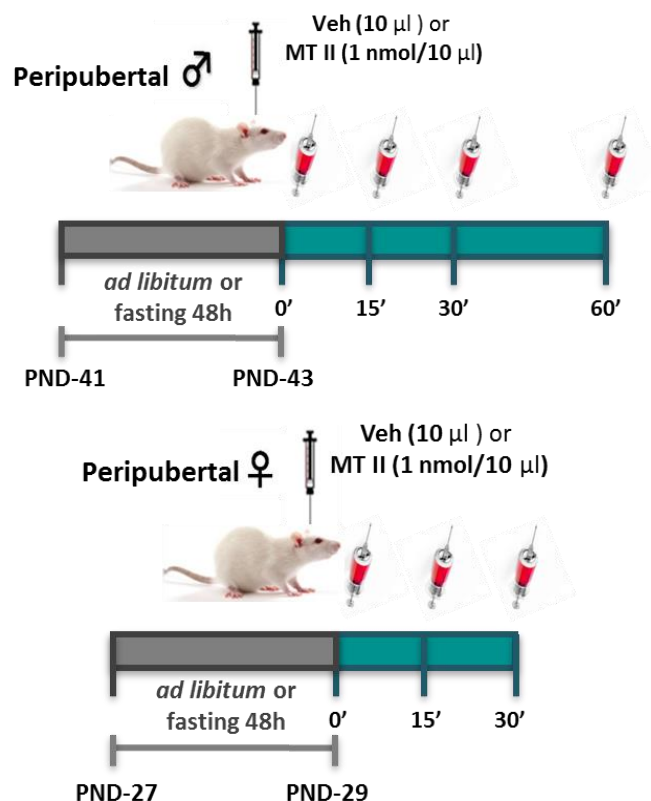 Veh (10 µl ) or
MT II (1 nmol/10 µl)
Peripubertal ♂
ad libitum or
fasting 48h
0’ 15’ 30’ 60’
PND-41 PND-43
Veh (10 µl ) or
MT II (1 nmol/10 µl)
Peripubertal ♀
ad libitum or
fasting 48h
0’ 15’ 30’
PND-27 PND-29